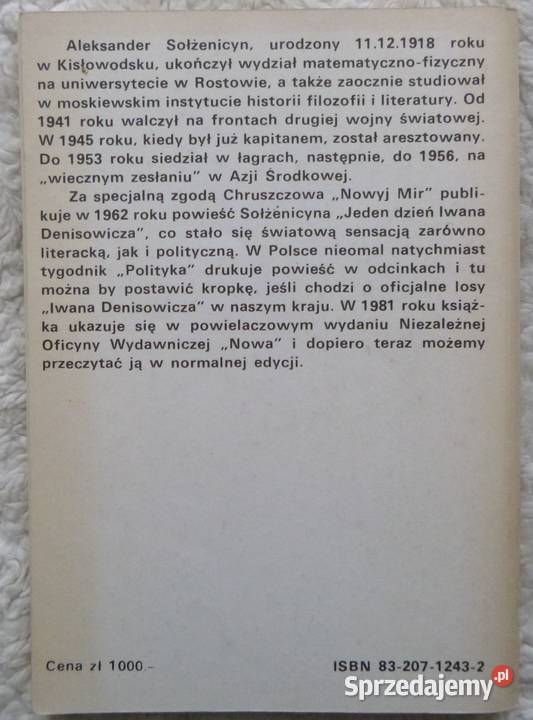 Aleksander Sołżenicyn, urodzony 11.12.1918 roku
w Kisłowodsku, ukończył wydział matematyczno-fizyczny
na uniwersytecie w Rostowie, a także zaocznie studiował
w moskiewskim instytucie historii filozofii i literatury. Od
1941 roku walczył na frontach drugiej wojny światowej.
W 1945 roku, kiedy był już kapitanem, został aresztowany.
Do 1953 roku siedział w łagrach, następnie, do 1956, na
„wiecznym zesłaniu” w Azji Środkowej.
Za specjalną zgodą Chruszczowa „Nowyj Mir” publi-
kuje w 1962 roku powieść Sołżenicyna „Jeden dzień Iwana
Denisowicza”, co stało się światową sensacją zarówno
literacką, jak i polityczną. W Polsce nieomal natychmiast
tygodnik „Polityka” drukuje powieść w odcinkach i tu
można by postawić kropkę, jeśli chodzi o oficjalne losy
„Iwana Denisowicza” w naszym kraju. W 1981 roku książ-
ka ukazuje się w powielaczowym wydaniu Niezależnej
Oficyny Wydawniczej „Nowa” i dopiero teraz możemy
przeczytać ją w normalnej edycji.
Cena zł 1000.- ISBN 83-207-1243-2
Sprzedajemy.pl